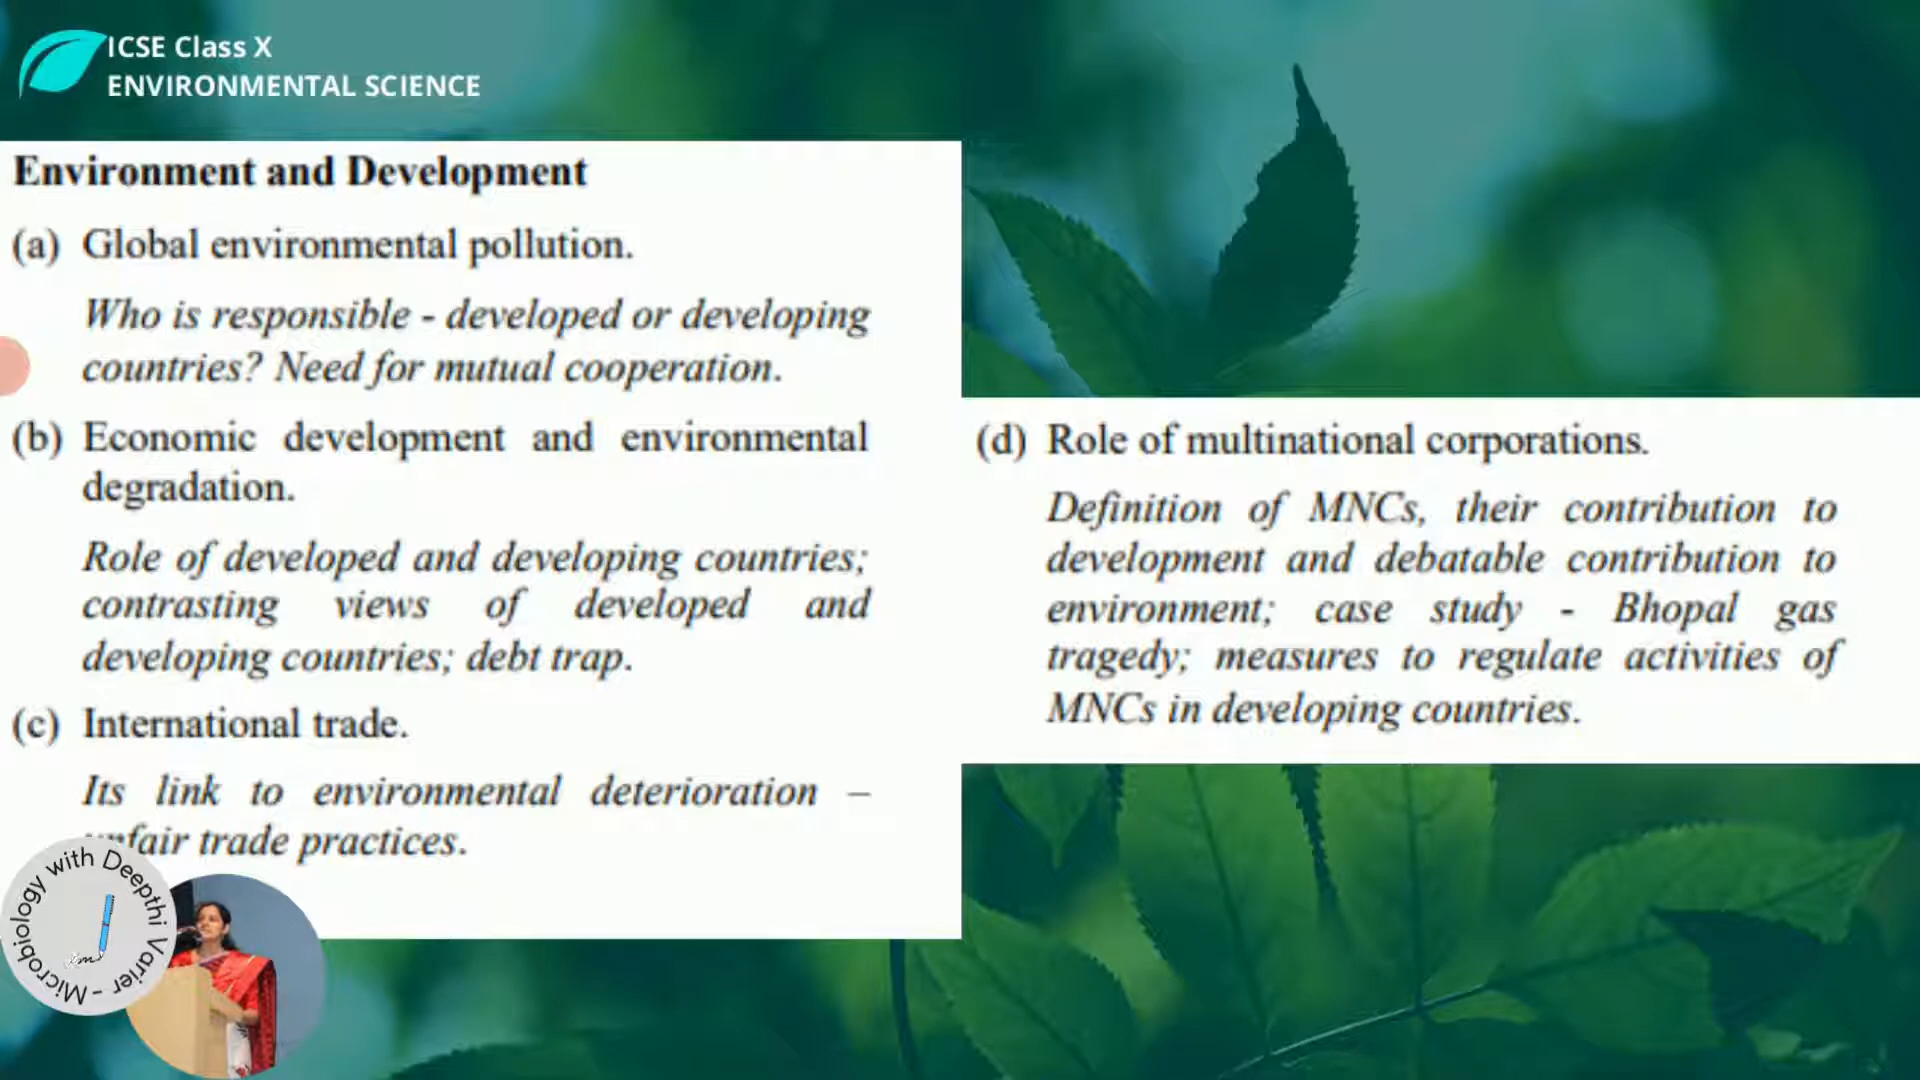 ICSE Class X
ENVIRONMENTAL SCIENCE
Environment and Development
(a) Global environmental pollution.
Who is responsible - developed or developing
countries? Need for mutual cooperation.
(b) Economic development and environmental
degradation.
Role of developed and developing countries;
contrasting views of developed and
developing countries; debt trap.
(c) International trade.
Its link to environmental deterioration –
unfair trade practices.
(d) Role of multinational corporations.
Definition of MNCs, their contribution to
development and debatable contribution to
environment; case study - Bhopal gas
tragedy; measures to regulate activities of
MNCs in developing countries.
Microbiology with Deepthi Varier -